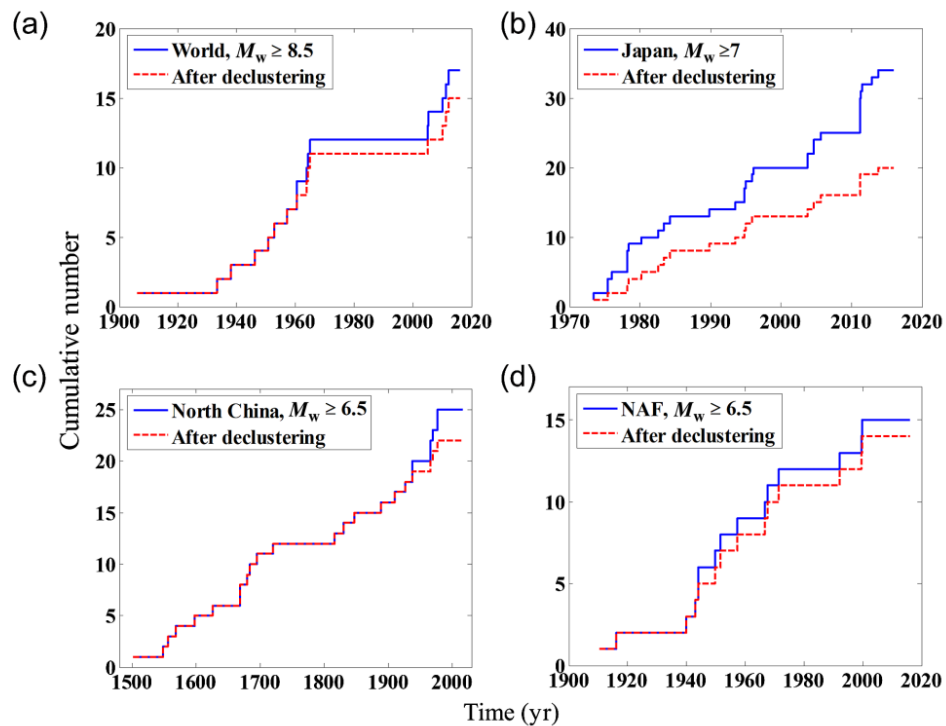 (a)
20
15
10
5
0
World, Mw ≥ 8.5
After declustering
1900 1920 1940 1960 1980 2000 2020
(b)
40
30
20
10
0
Japan, Mw ≥7
After declustering
1970 1980 1990 2000 2010 2020
Cumulative number
(c)
25
20
15
10
5
0
North China, Mw ≥ 6.5
After declustering
1500 1600 1700 1800 1900 2000
(d)
15
10
5
0
NAF, Mw ≥ 6.5
After declustering
1900 1920 1940 1960 1980 2000 2020
Time (yr)